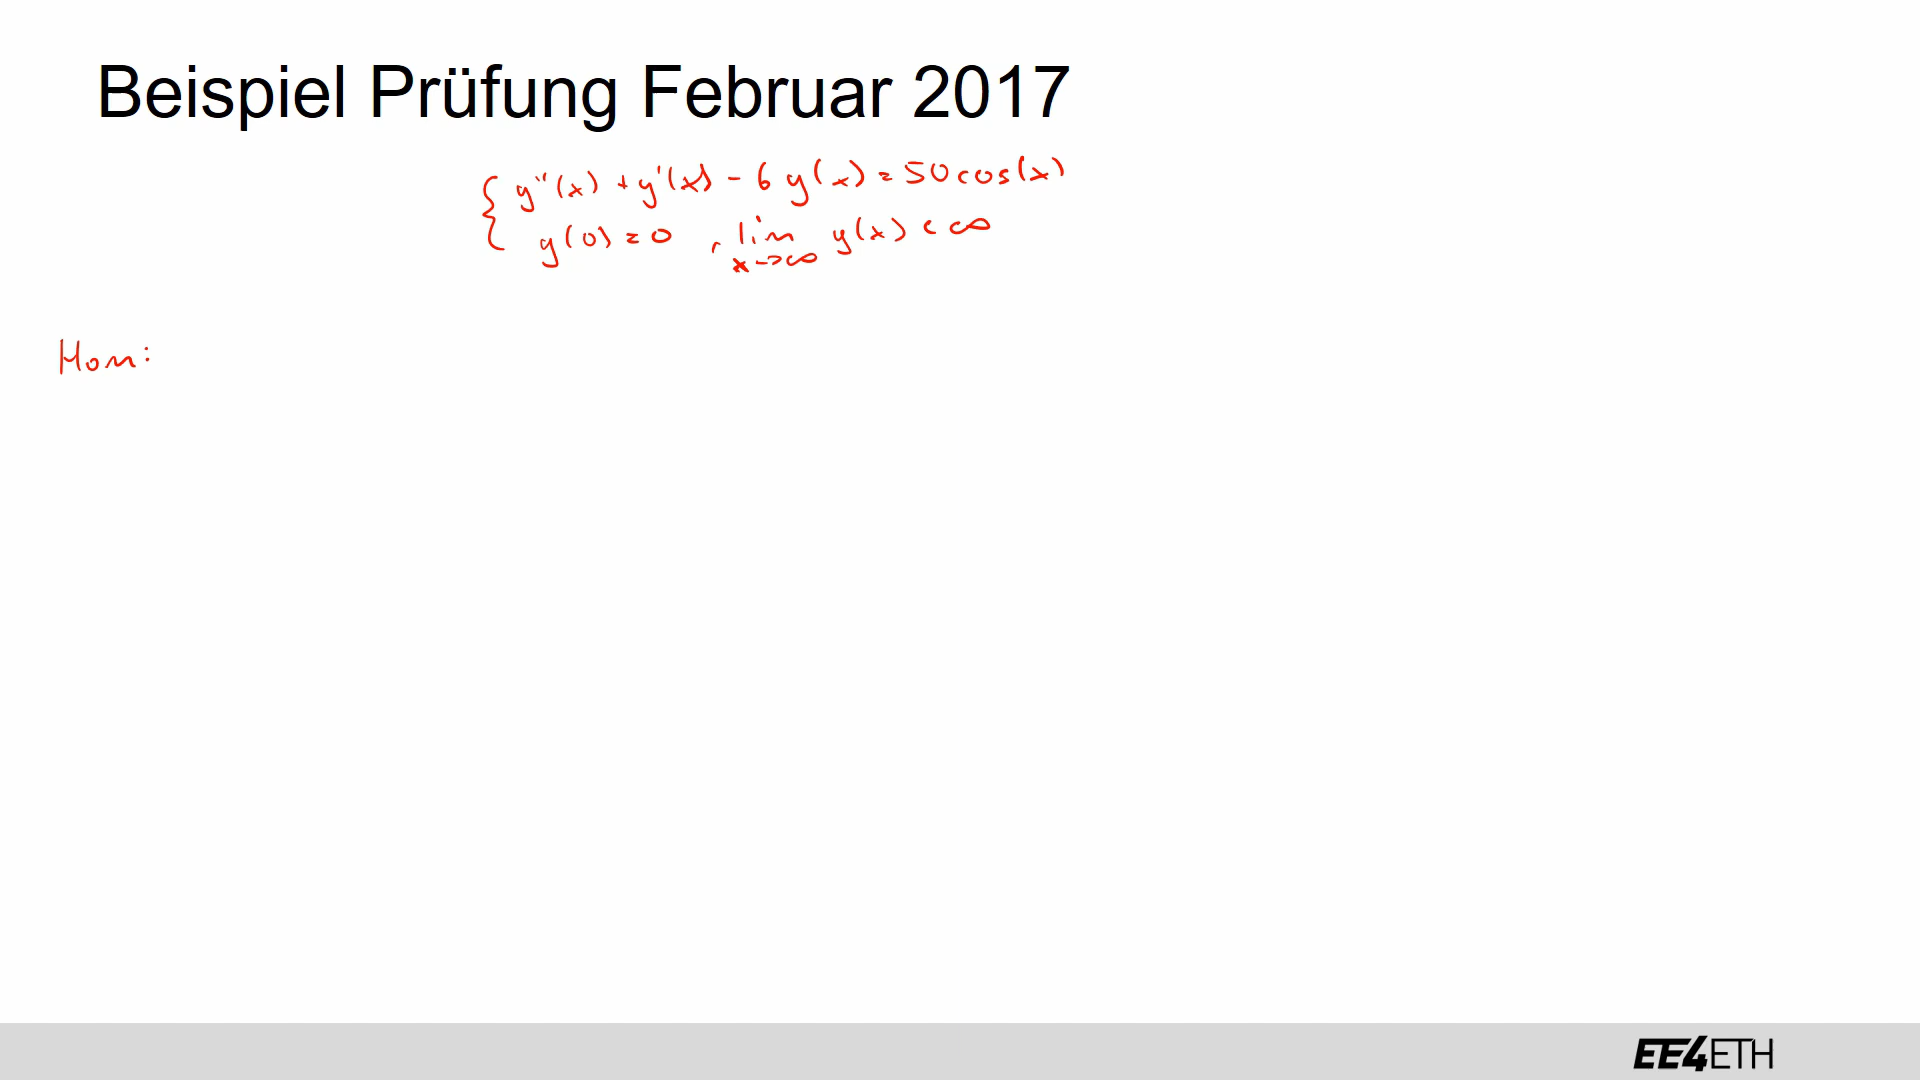 Beispiel Prüfung Februar 2017
{ y''(x) + y'(x) - 6 y(x) = 50 cos(x)
y(0) = 0 , lim y(x) < ∞
x->∞
Hom:
EE4ETH